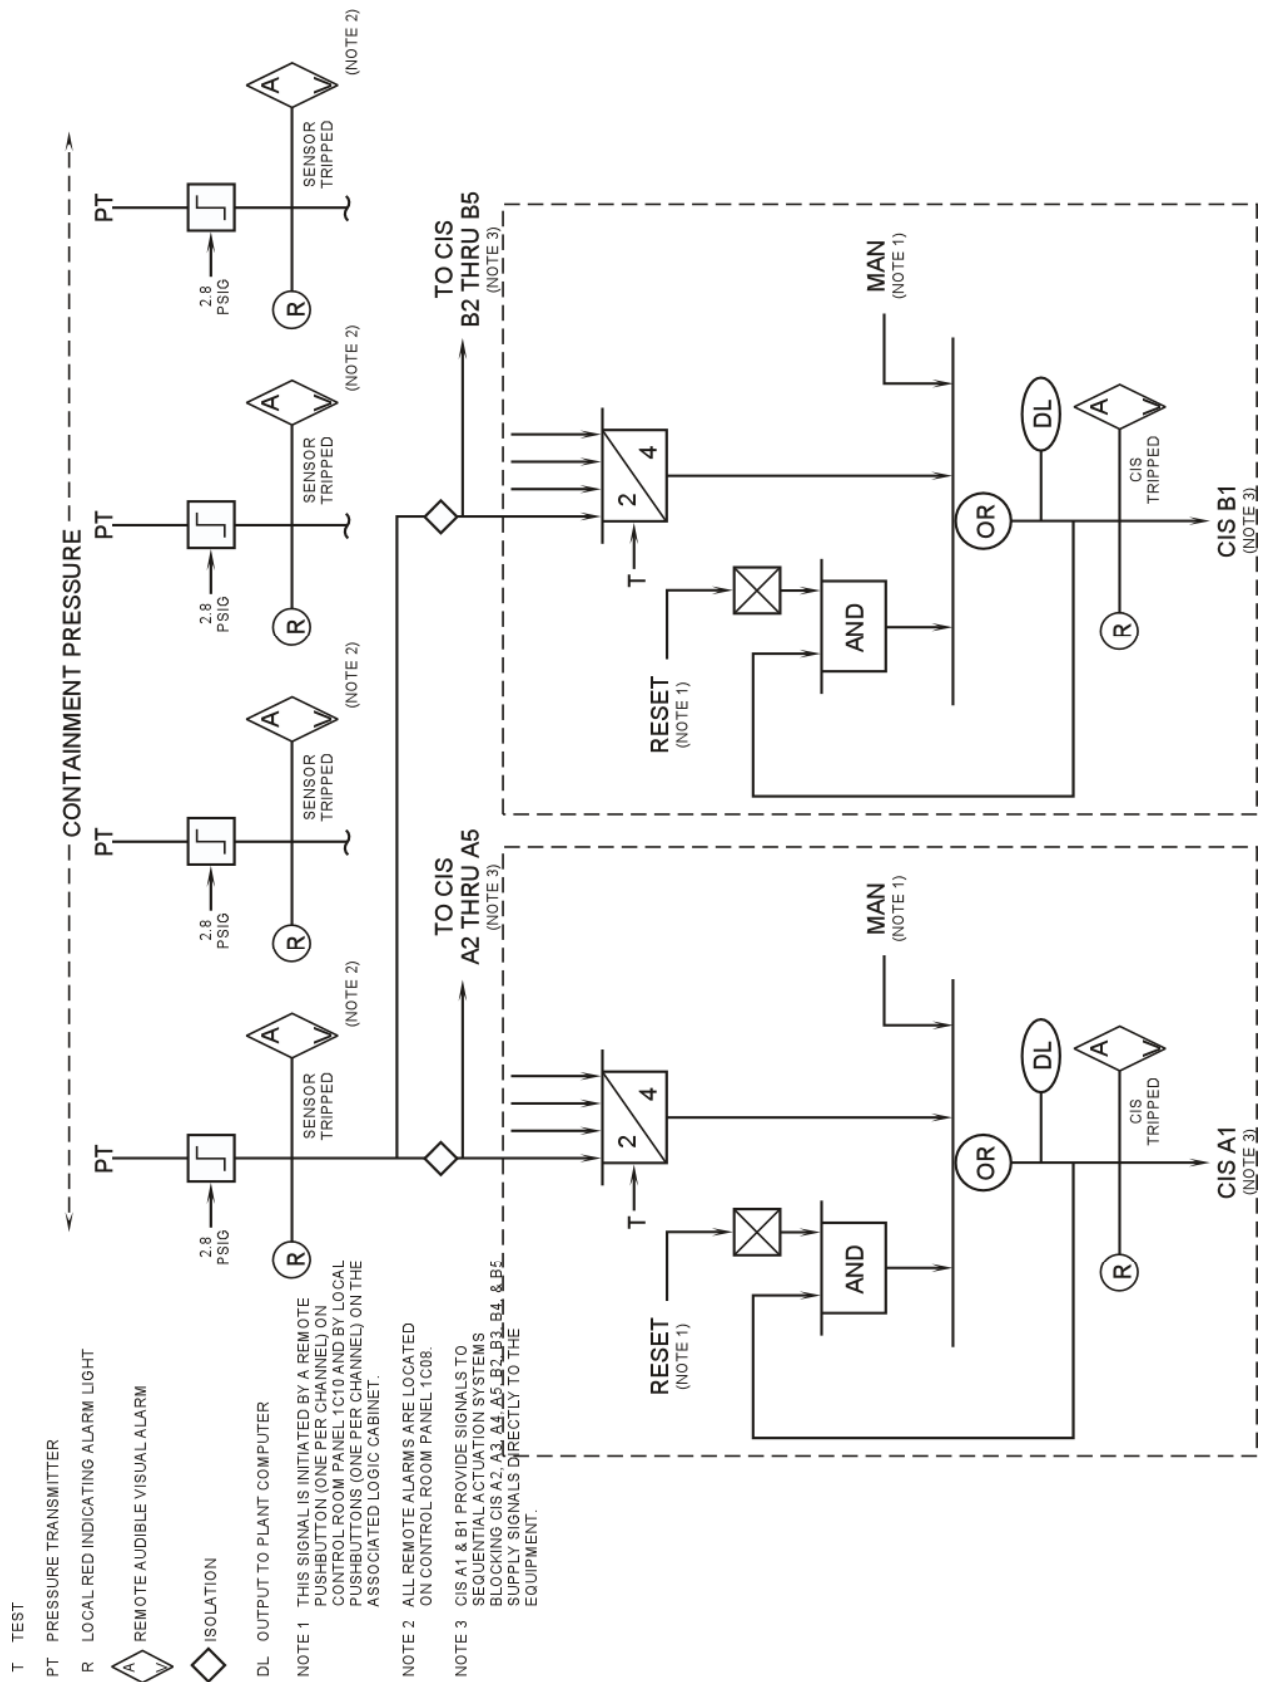 CONTAINMENT PRESSURE
PT
PT
PT
PT
2.8
PSIG
2.8
PSIG
2.8
PSIG
2.8
PSIG
R
SENSOR
TRIPPED
A
V
(NOTE 2)
R
SENSOR
TRIPPED
A
V
(NOTE 2)
R
SENSOR
TRIPPED
A
V
(NOTE 2)
R
SENSOR
TRIPPED
A
V
(NOTE 2)
TO CIS
A2 THRU A5
(NOTE 3)
TO CIS
B2 THRU B5
(NOTE 3)
T
2
4
RESET
(NOTE 1)
AND
MAN
(NOTE 1)
OR
DL
R
CIS
TRIPPED
A
V
CIS A1
(NOTE 3)
T
2
4
RESET
(NOTE 1)
AND
MAN
(NOTE 1)
OR
DL
R
CIS
TRIPPED
A
V
CIS B1
(NOTE 3)
T TEST
PT PRESSURE TRANSMITTER
R LOCAL RED INDICATING ALARM LIGHT
A
V
REMOTE AUDIBLE VISUAL ALARM
ISOLATION
DL OUTPUT TO PLANT COMPUTER
NOTE 1 THIS SIGNAL IS INITIATED BY A REMOTE
PUSHBUTTON (ONE PER CHANNEL) ON
CONTROL ROOM PANEL 1C10 AND BY LOCAL
PUSHBUTTONS (ONE PER CHANNEL) ON THE
ASSOCIATED LOGIC CABINET.
NOTE 2 ALL REMOTE ALARMS ARE LOCATED
ON CONTROL ROOM PANEL 1C08.
NOTE 3 CIS A1 & B1 PROVIDE SIGNALS TO
SEQUENTIAL ACTUATION SYSTEMS
BLOCKING CIS A2, A3, A4, A5, B2, B3, B4, & B5
SUPPLY SIGNALS DIRECTLY TO THE
EQUIPMENT.